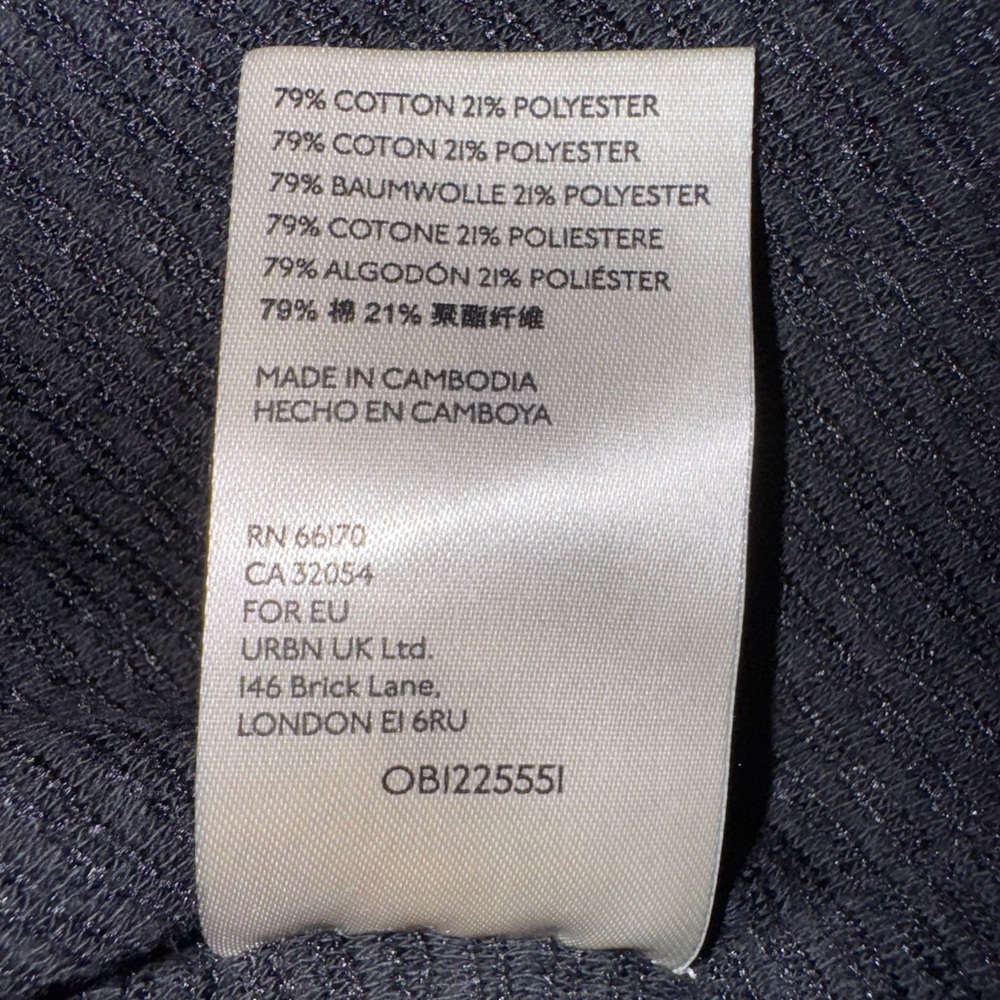 79% COTTON 21% POLYESTER
79% COTON 21% POLYESTER
79% BAUMWOLLE 21% POLYESTER
79% COTONE 21% POLIESTERE
79% ALGODÓN 21% POLIÉSTER
79% 棉 21% 聚酯纤维
MADE IN CAMBODIA
HECHO EN CAMBOYA
RN 66170
CA 32054
FOR EU
URBN UK Ltd.
146 Brick Lane,
LONDON E1 6RU
OB1225551